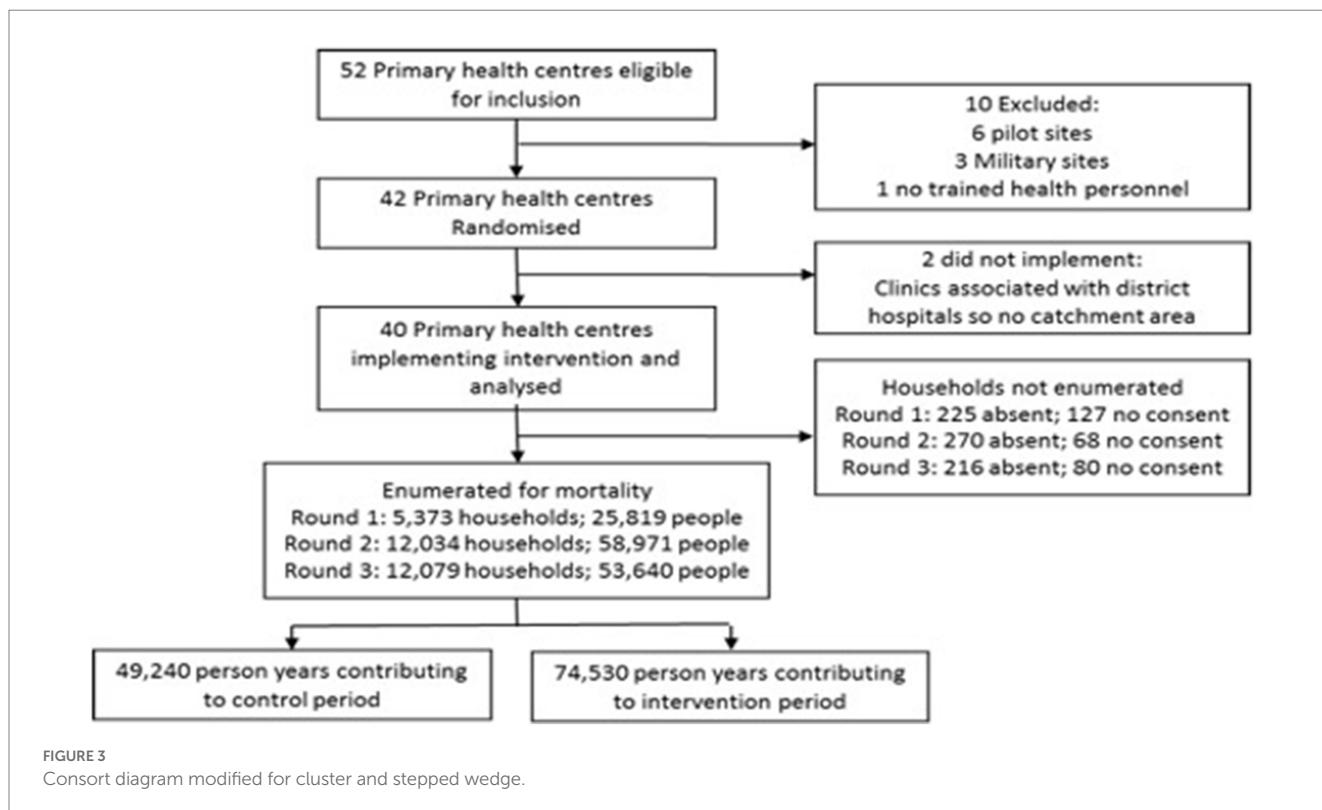 52 Primary health centres eligible
for inclusion
10 Excluded:
6 pilot sites
3 Military sites
1 no trained health personnel
42 Primary health centres
Randomised
2 did not implement:
Clinics associated with district
hospitals so no catchment area
40 Primary health centres
implementing intervention and
analysed
Households not enumerated
Round 1: 225 absent; 127 no consent
Round 2: 270 absent; 68 no consent
Round 3: 216 absent; 80 no consent
Enumerated for mortality
Round 1: 5,373 households; 25,819 people
Round 2: 12,034 households; 58,971 people
Round 3: 12,079 households; 53,640 people
49,240 person years contributing
to control period
74,530 person years contributing
to intervention period
FIGURE 3
Consort diagram modified for cluster and stepped wedge.